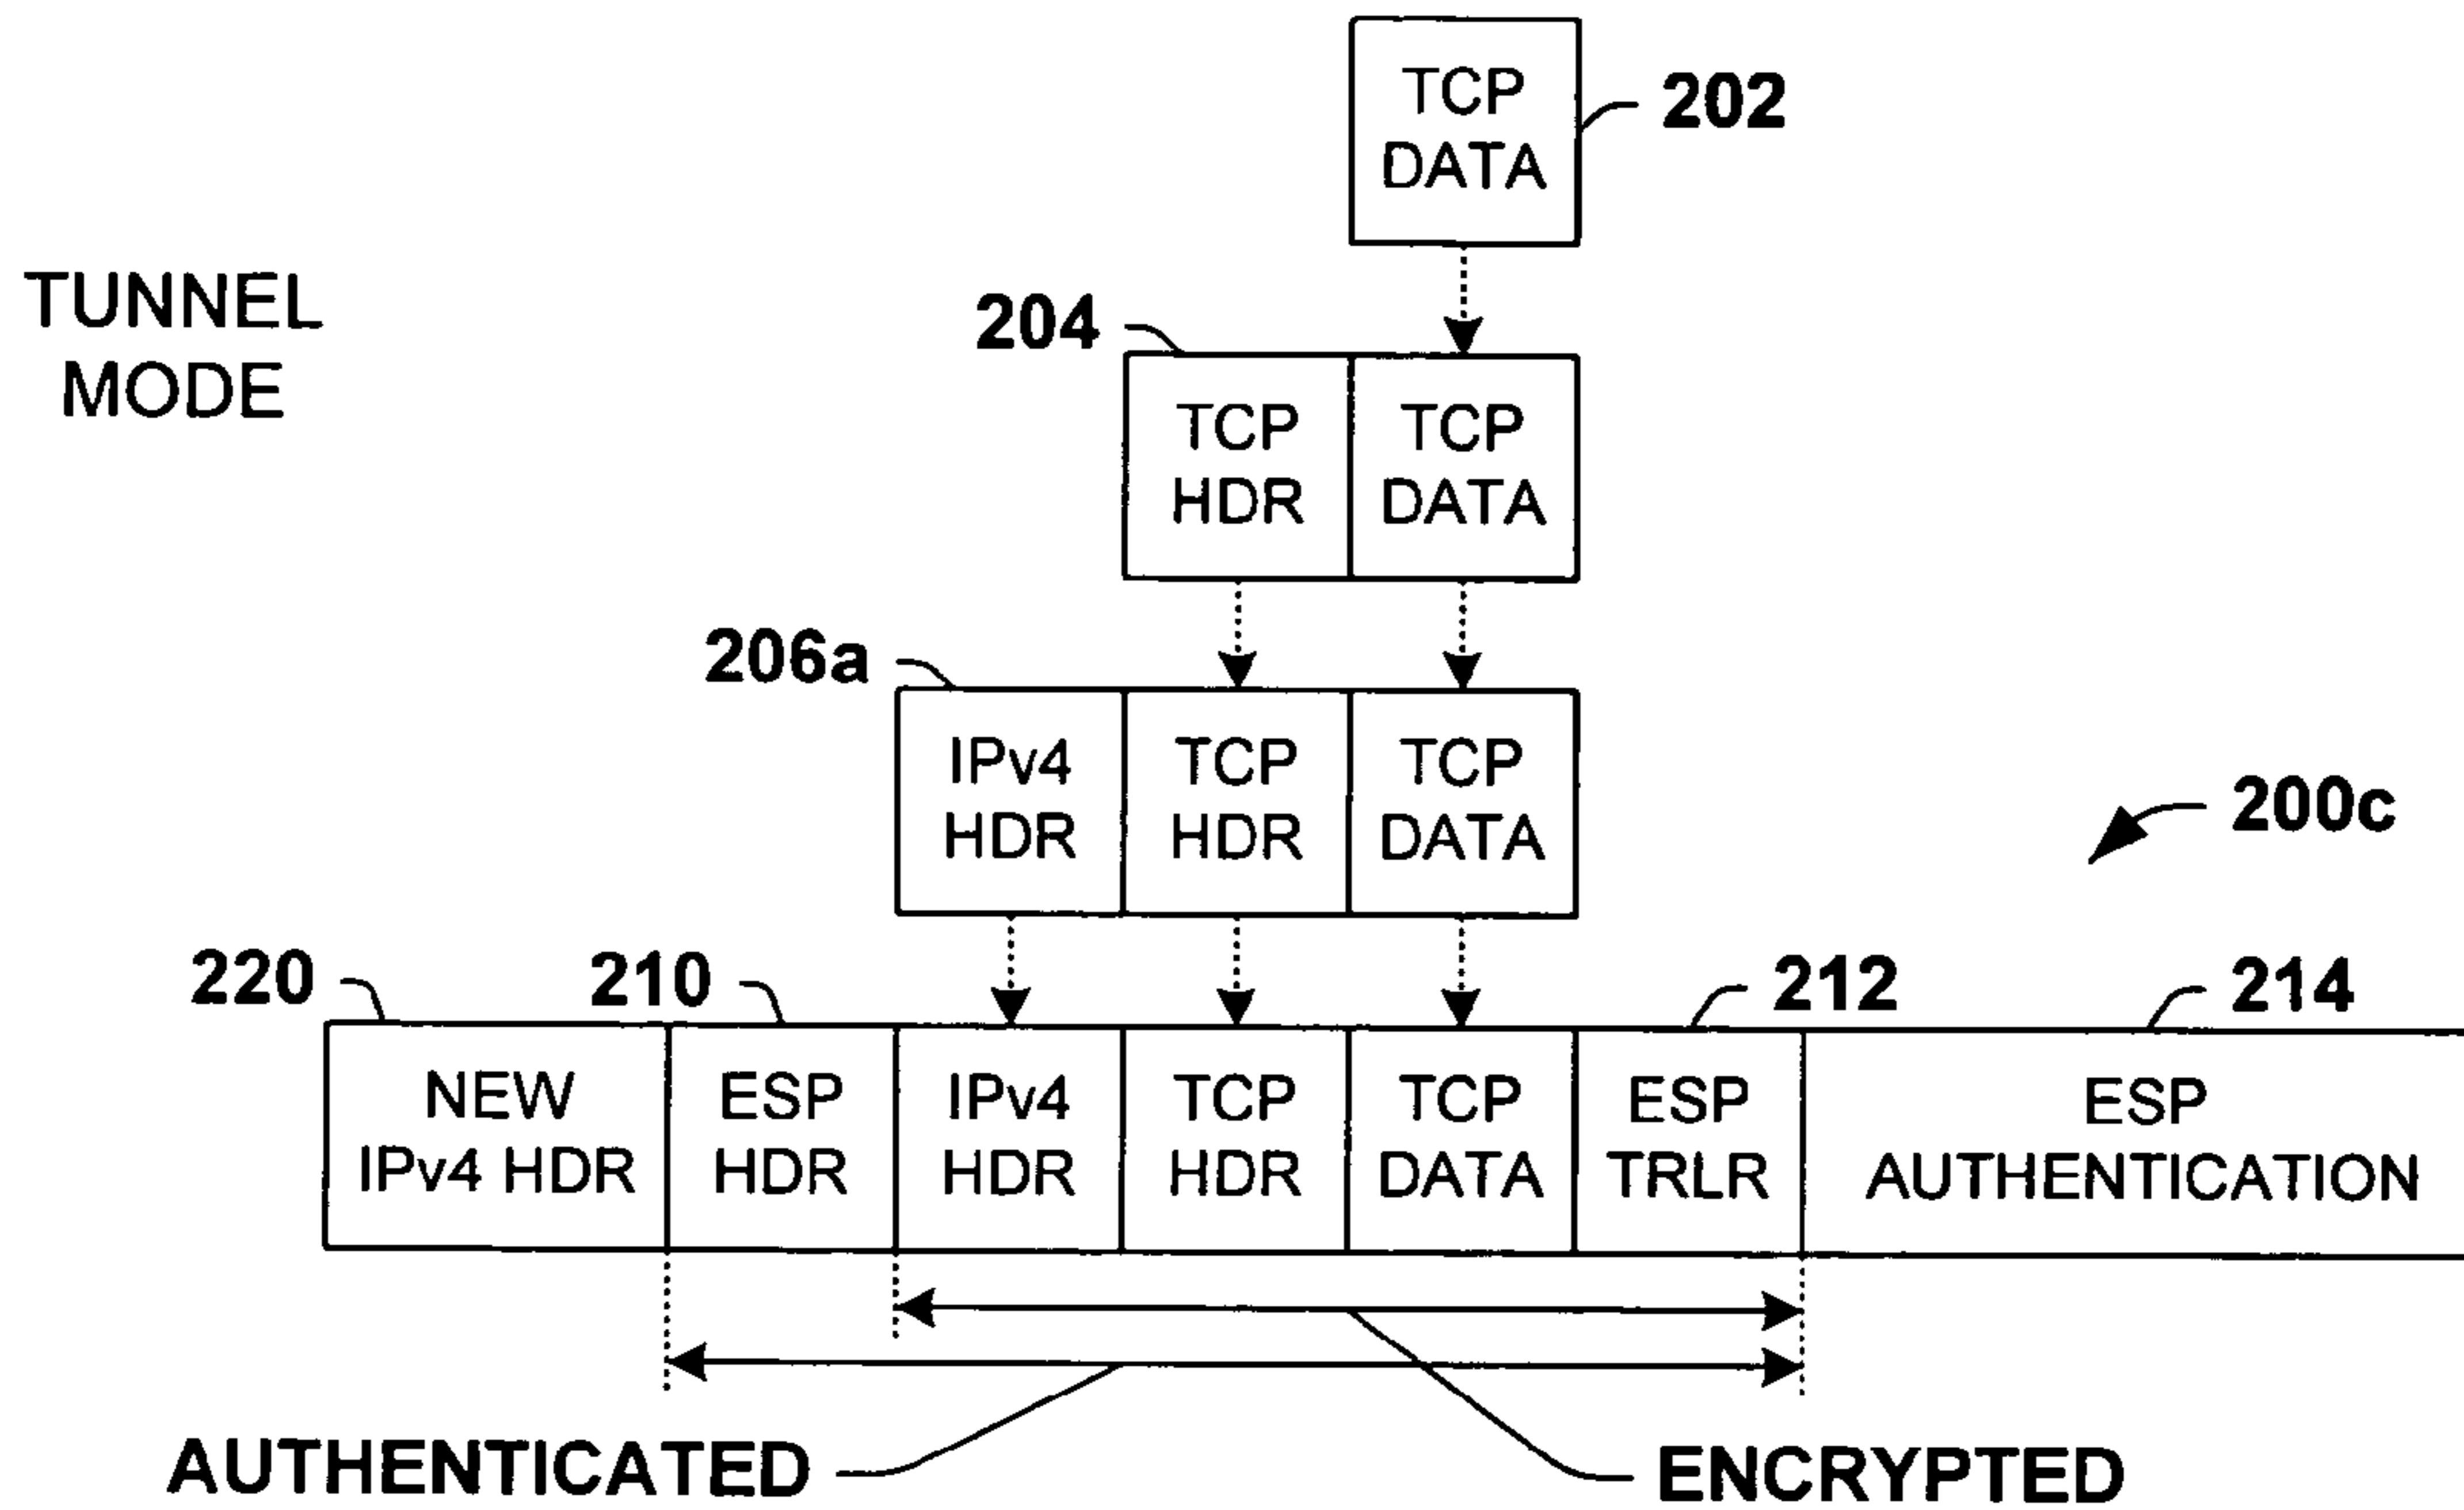 TCP
DATA
202
TUNNEL
MODE
204
TCP
HDR
TCP
DATA
206a
IPv4
HDR
TCP
HDR
TCP
DATA
200c
220
210
212
214
NEW
IPv4 HDR
ESP
HDR
IPv4
HDR
TCP
HDR
TCP
DATA
ESP
TRLR
ESP
AUTHENTICATION
AUTHENTICATED
ENCRYPTED